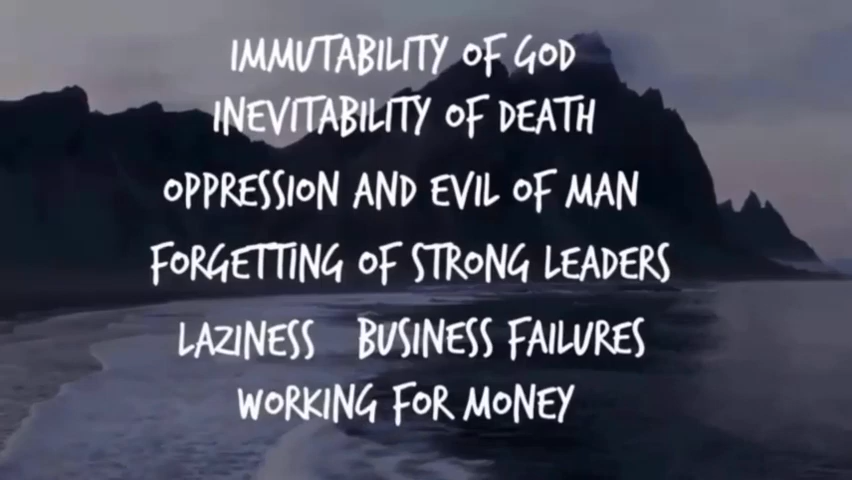 IMMUTABILITY OF GOD
INEVITABILITY OF DEATH
OPPRESSION AND EVIL OF MAN
FORGETTING OF STRONG LEADERS
LAZINESS BUSINESS FAILURES
WORKING FOR MONEY